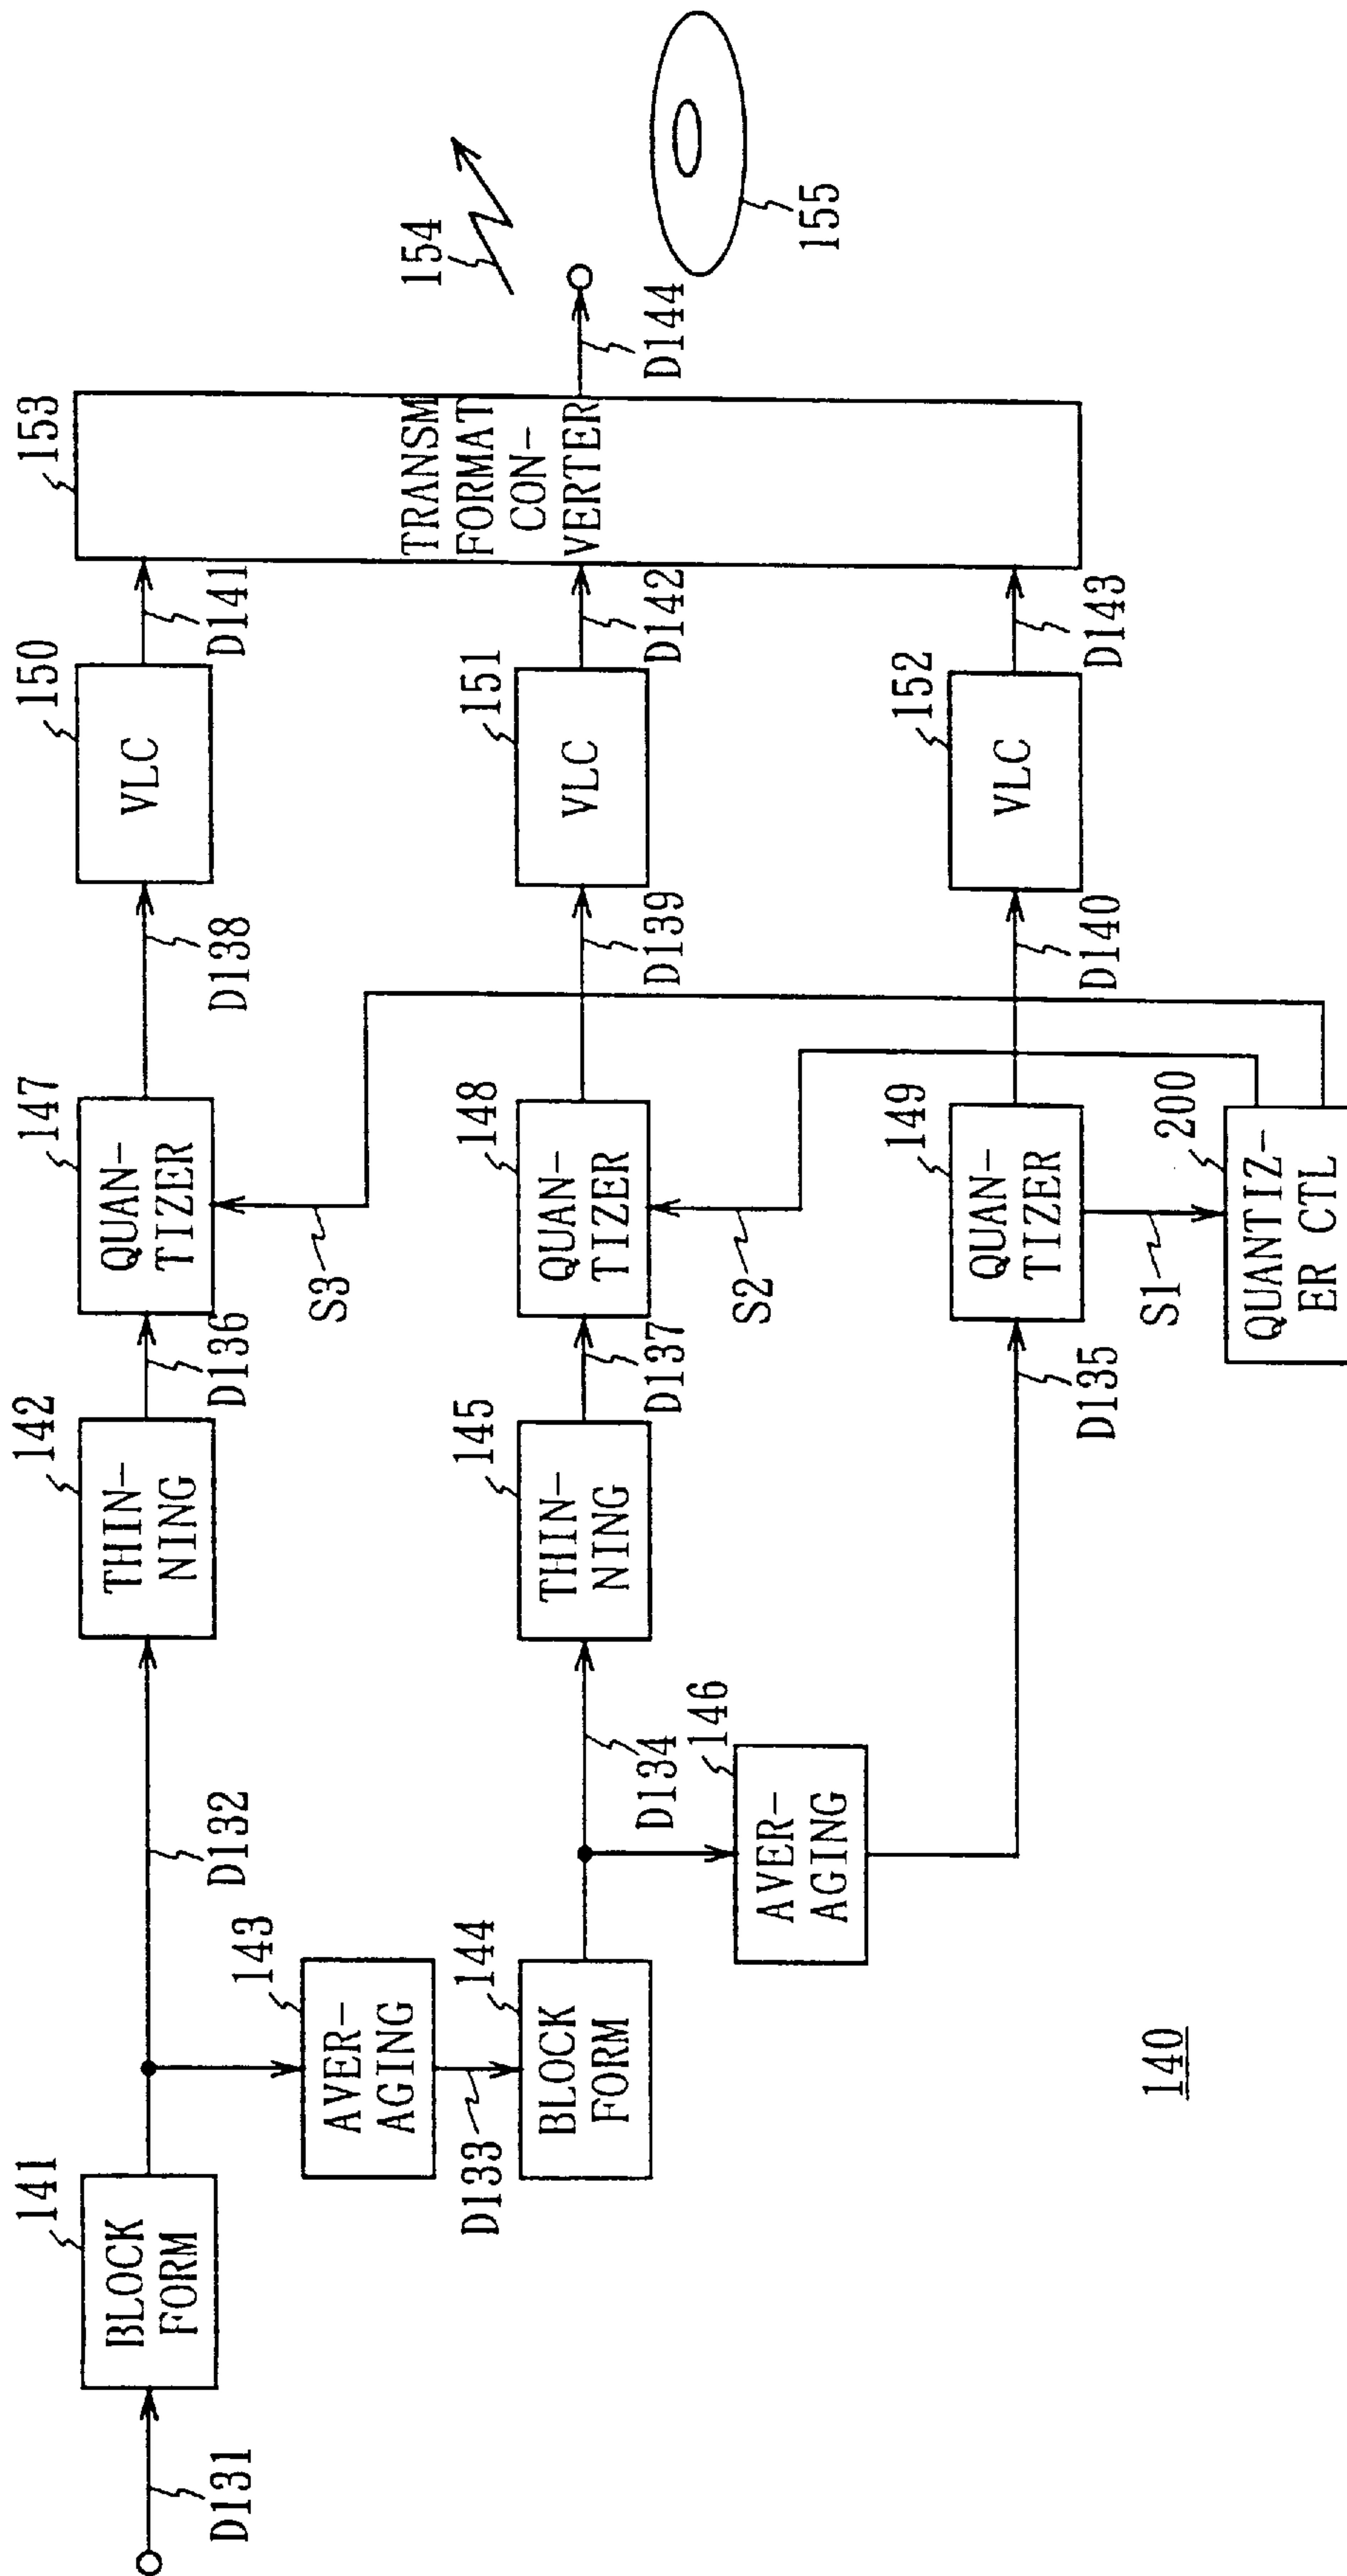 D131
141
BLOCK
FORM
D132
142
THIN-
NING
D136
147
QUAN-
TIZER
D138
150
VLC
D141
153
TRANSM
FORMAT
CON-
VERTER
143
AVER-
AGING
D133
144
BLOCK
FORM
D134
145
THIN-
NING
D137
148
QUAN-
TIZER
S3
D139
151
VLC
D142
D144
154
155
146
AVER-
AGING
D135
149
QUAN-
TIZER
S2
D140
152
VLC
D143
S1
200
QUANTIZ-
ER CTL
140